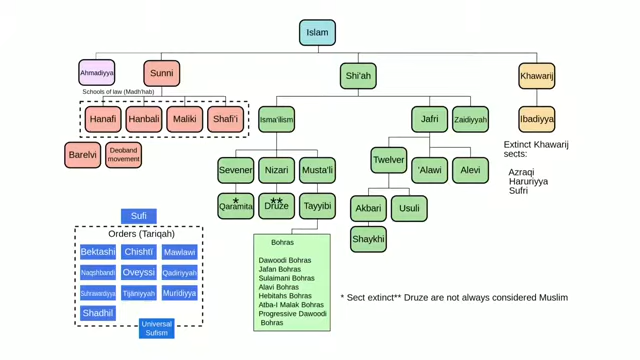 Islam
Ahmadiyya
Sunni
Shi'ah
Khawarij
Schools of law (Madh'hab)
Hanafi
Hanbali
Maliki
Shafi'i
Isma'ilism
Jafri
Zaidiyyah
Ibadiyya
Barelvi
Deoband
movement
Twelver
Extinct Khawarij
sects:
Azraqi
Haruriyya
Sufri
Sevener
Nizari
Musta'li
'Alawi
Alevi
*
Qaramita
**
Druze
Tayyibi
Akbari
Usuli
Shaykhi
Sufi
Orders (Tariqah)
Bektashi
Chishti
Mawlawi
Naqshbandi
Oveyssi
Qadiriyyah
Suhrawardiyya
Tijāniyyah
Muridiyya
Shadhil
Universal
Sufism
Bohras
Dawoodi Bohras
Jafari Bohras
Sulaimani Bohras
Alavi Bohras
Hebtiahs Bohras
Atba-I Malak Bohras
Progressive Dawoodi
Bohras
* Sect extinct** Druze are not always considered Muslim